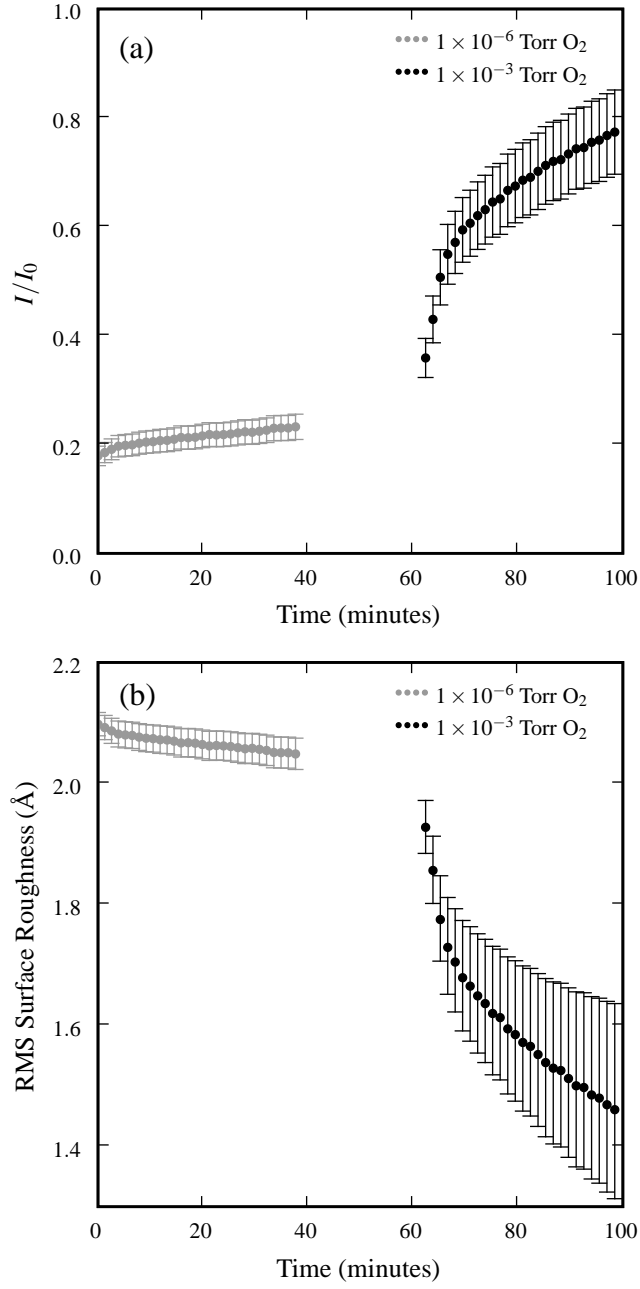 (a)
1 × 10⁻⁶ Torr O₂
1 × 10⁻³ Torr O₂
1.0
0.8
0.6
0.4
0.2
0.0
I/I₀
0 20 40 60 80 100
Time (minutes)
(b)
1 × 10⁻⁶ Torr O₂
1 × 10⁻³ Torr O₂
2.2
2.0
1.8
1.6
1.4
RMS Surface Roughness (Å)
0 20 40 60 80 100
Time (minutes)